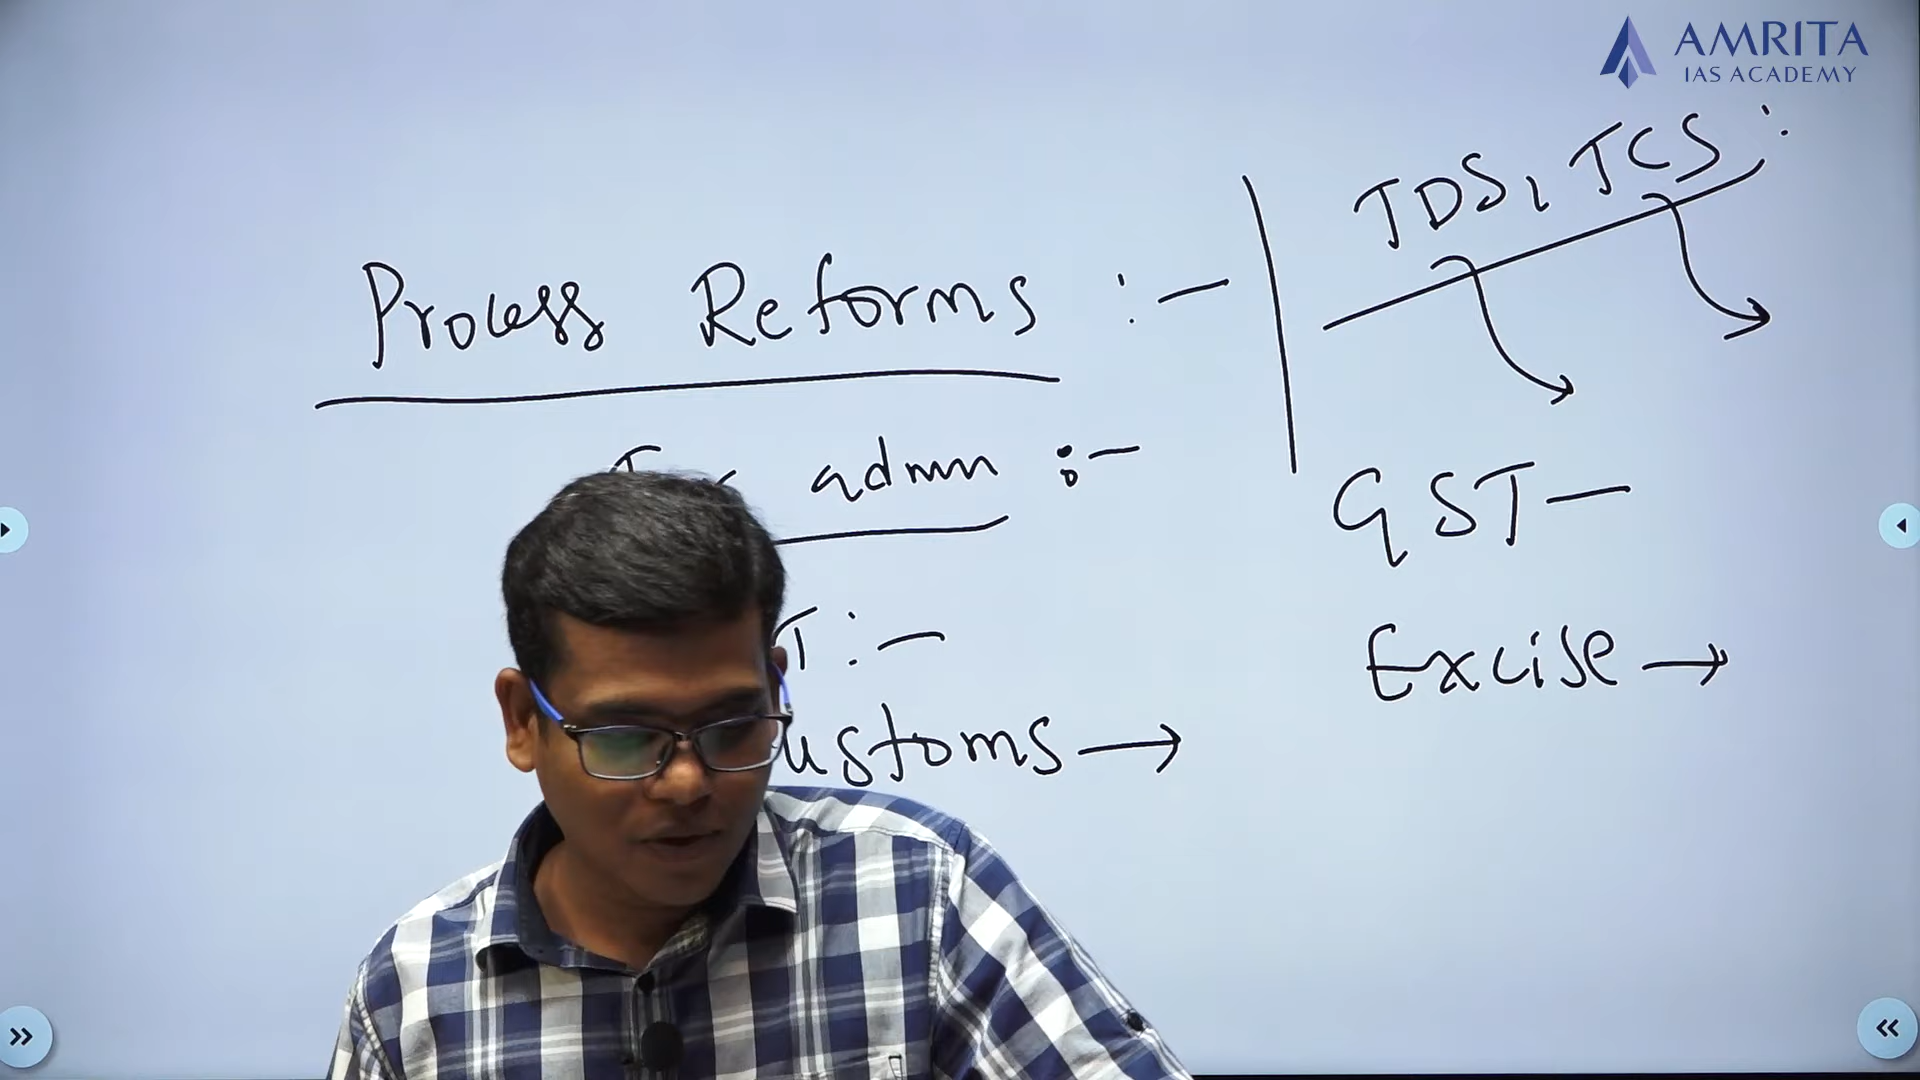 AMRITA
IAS ACADEMY
Process Reforms :-
admn :-
T :-
ustoms →
TDS, TCS :
GST -
Excise →